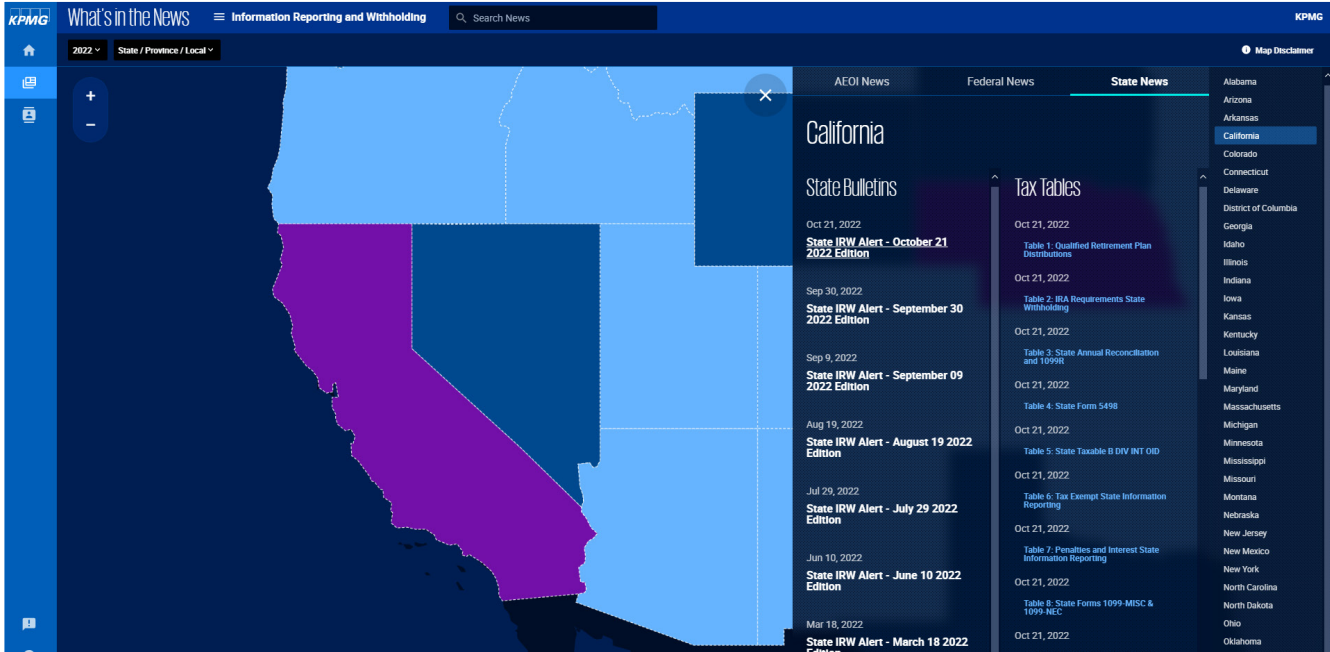 KPMG
What's in the News
Information Reporting and Withholding
Search News
KPMG
2022
State / Province / Local
Map Disclaimer
+
−
AEOI News
Federal News
State News
California
State Bulletins
Oct 21, 2022
State IRW Alert - October 21
2022 Edition
Sep 30, 2022
State IRW Alert - September 30
2022 Edition
Sep 9, 2022
State IRW Alert - September 09
2022 Edition
Aug 19, 2022
State IRW Alert - August 19 2022
Edition
Jul 29, 2022
State IRW Alert - July 29 2022
Edition
Jun 10, 2022
State IRW Alert - June 10 2022
Edition
Mar 18, 2022
State IRW Alert - March 18 2022
Edition
Tax Tables
Oct 21, 2022
Table 1: Qualified Retirement Plan
Distributions
Oct 21, 2022
Table 2: IRA Requirements State
Withholding
Oct 21, 2022
Table 3: State Annual Reconciliation
and 1099R
Oct 21, 2022
Table 4: State Form 5498
Oct 21, 2022
Table 5: State Taxable B DIV INT OID
Oct 21, 2022
Table 6: Tax Exempt State Information
Reporting
Oct 21, 2022
Table 7: Penalties and Interest State
Information Reporting
Oct 21, 2022
Table 8: State Forms 1099-MISC &
1099-NEC
Oct 21, 2022
Alabama
Arizona
Arkansas
California
Colorado
Connecticut
Delaware
District of Columbia
Georgia
Idaho
Illinois
Indiana
Iowa
Kansas
Kentucky
Louisiana
Maine
Maryland
Massachusetts
Michigan
Minnesota
Mississippi
Missouri
Montana
Nebraska
New Jersey
New Mexico
New York
North Carolina
North Dakota
Ohio
Oklahoma